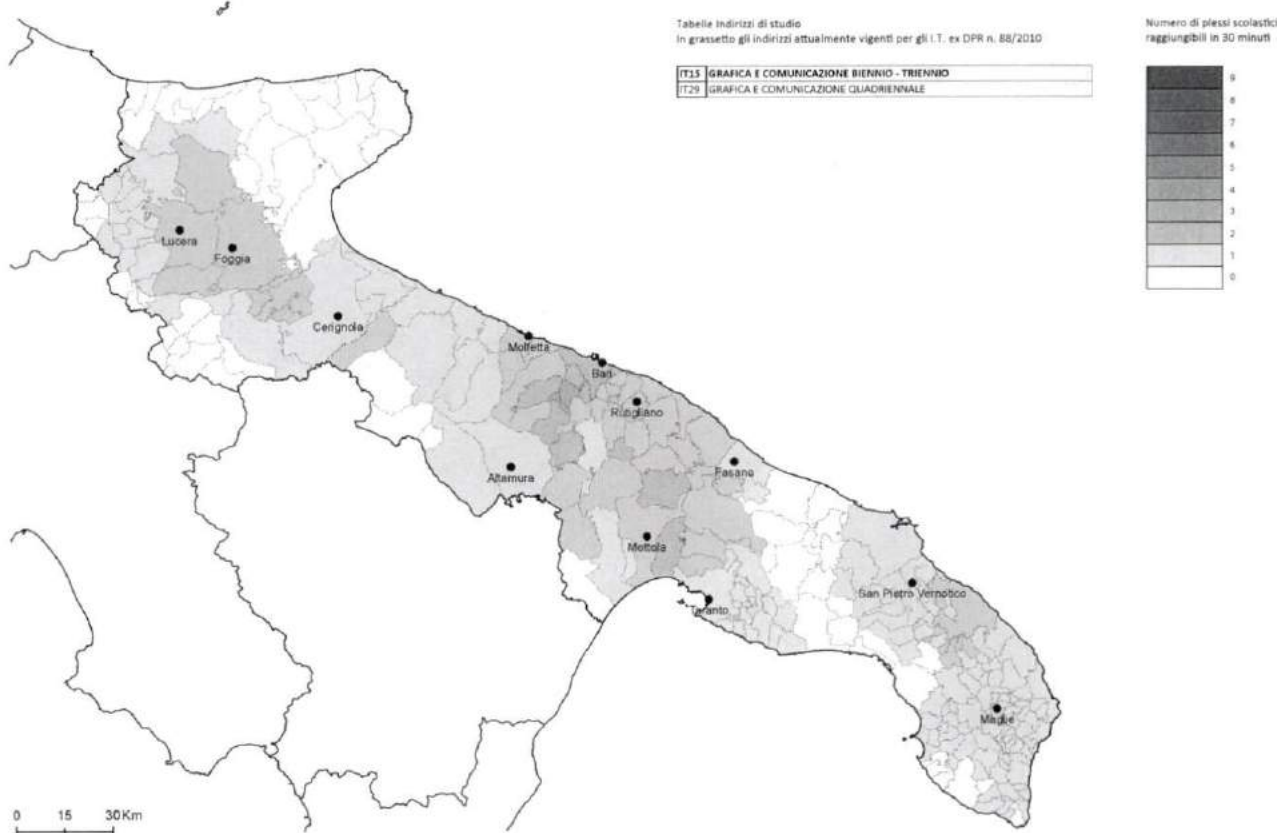 Tabelle Indirizzi di studio
In grassetto gli indirizzi attualmente vigenti per gli I.T. ex DPR n. 88/2010
IT15 GRAFICA E COMUNICAZIONE BIENNIO - TRIENNIO
IT29 GRAFICA E COMUNICAZIONE QUADRIENNALE
Numero di plessi scolastici
raggiungibili in 30 minuti
9
8
7
6
5
4
3
2
1
0
Lucera
Foggia
Cerignola
Molfetta
Bari
Rutigliano
Altamura
Fasano
Mottola
Taranto
San Pietro Vernotico
Maglie
0 15 30 Km